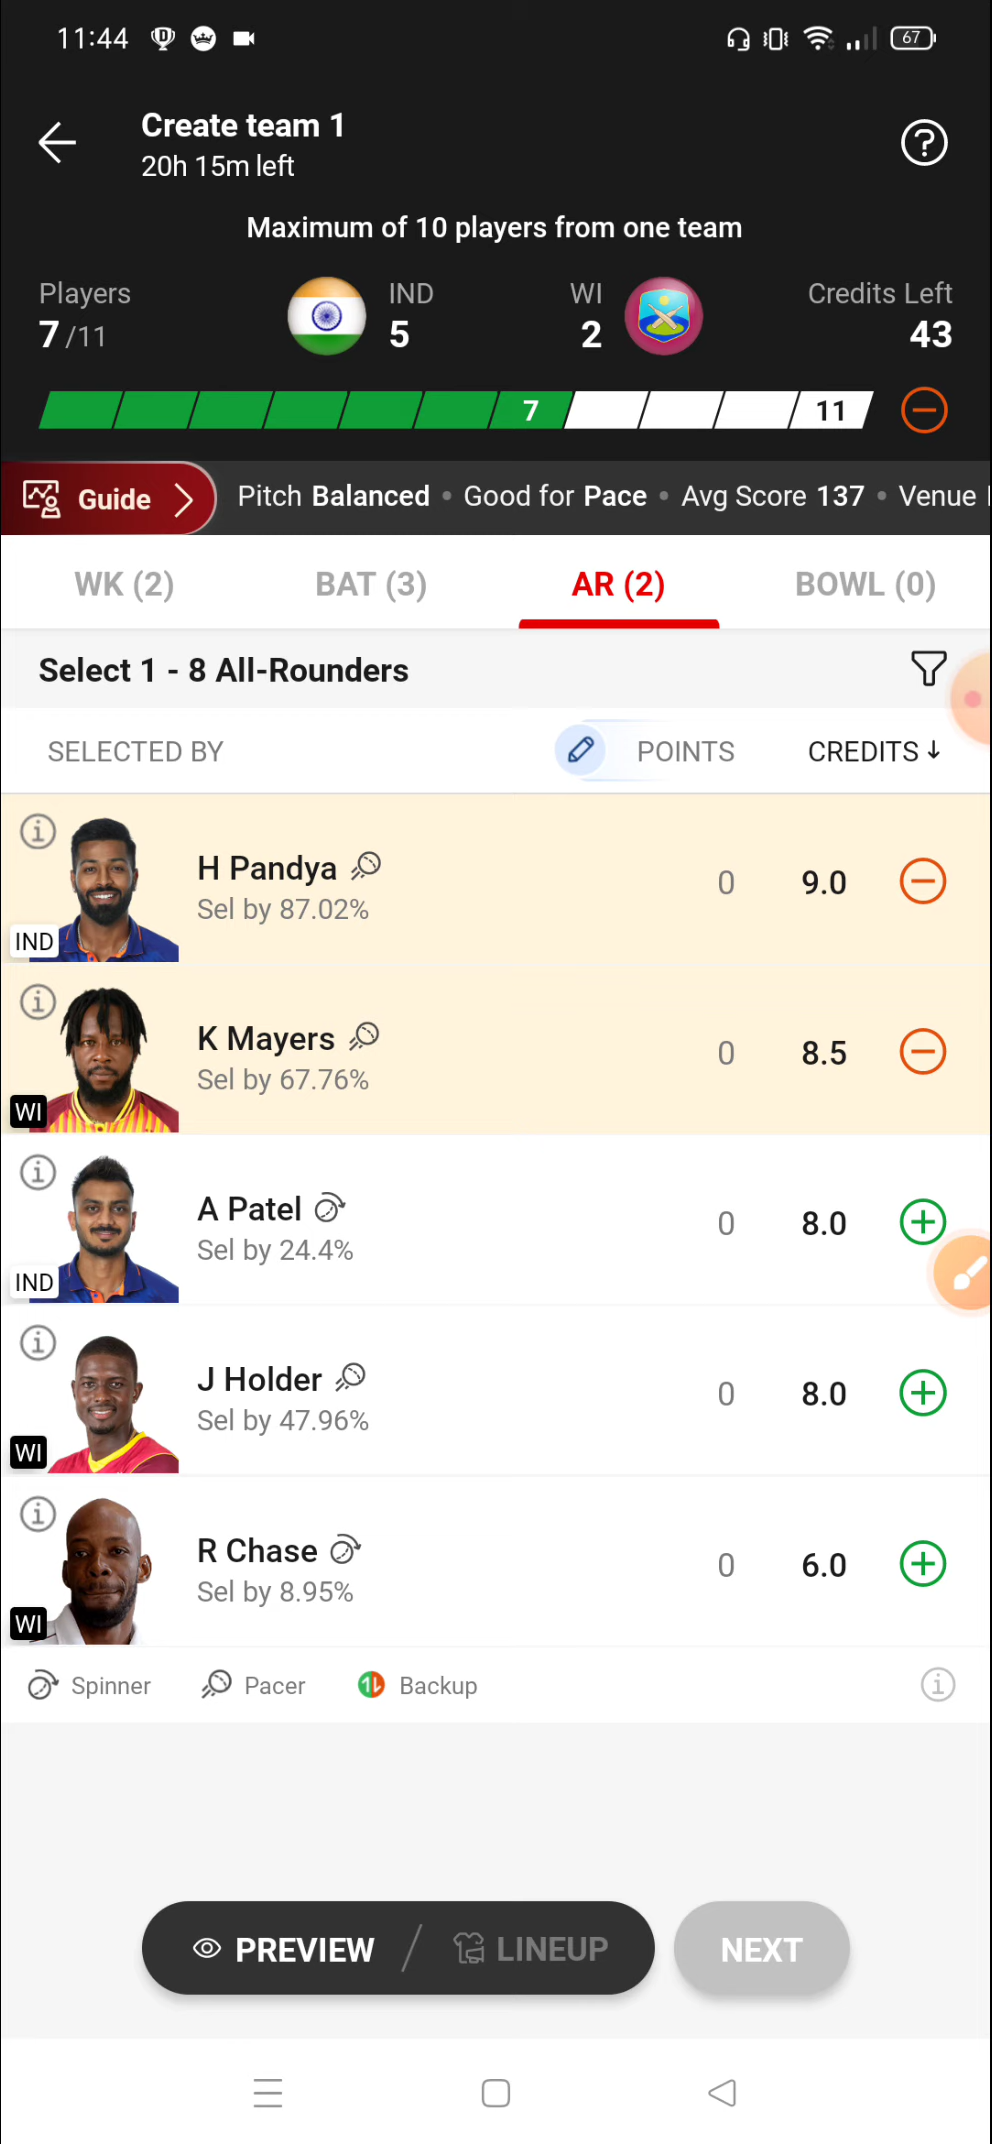 11:44 67
Create team 1
20h 15m left
Maximum of 10 players from one team
Players IND WI Credits Left
7/11 5 2 43
7 11
Guide Pitch Balanced • Good for Pace • Avg Score 137 • Venue
WK (2) BAT (3) AR (2) BOWL (0)
Select 1 - 8 All-Rounders
SELECTED BY POINTS CREDITS ↓
H Pandya 0 9.0
Sel by 87.02%
IND
K Mayers 0 8.5
Sel by 67.76%
WI
A Patel 0 8.0
Sel by 24.4%
IND
J Holder 0 8.0
Sel by 47.96%
WI
R Chase 0 6.0
Sel by 8.95%
WI
Spinner Pacer Backup
PREVIEW / LINEUP NEXT